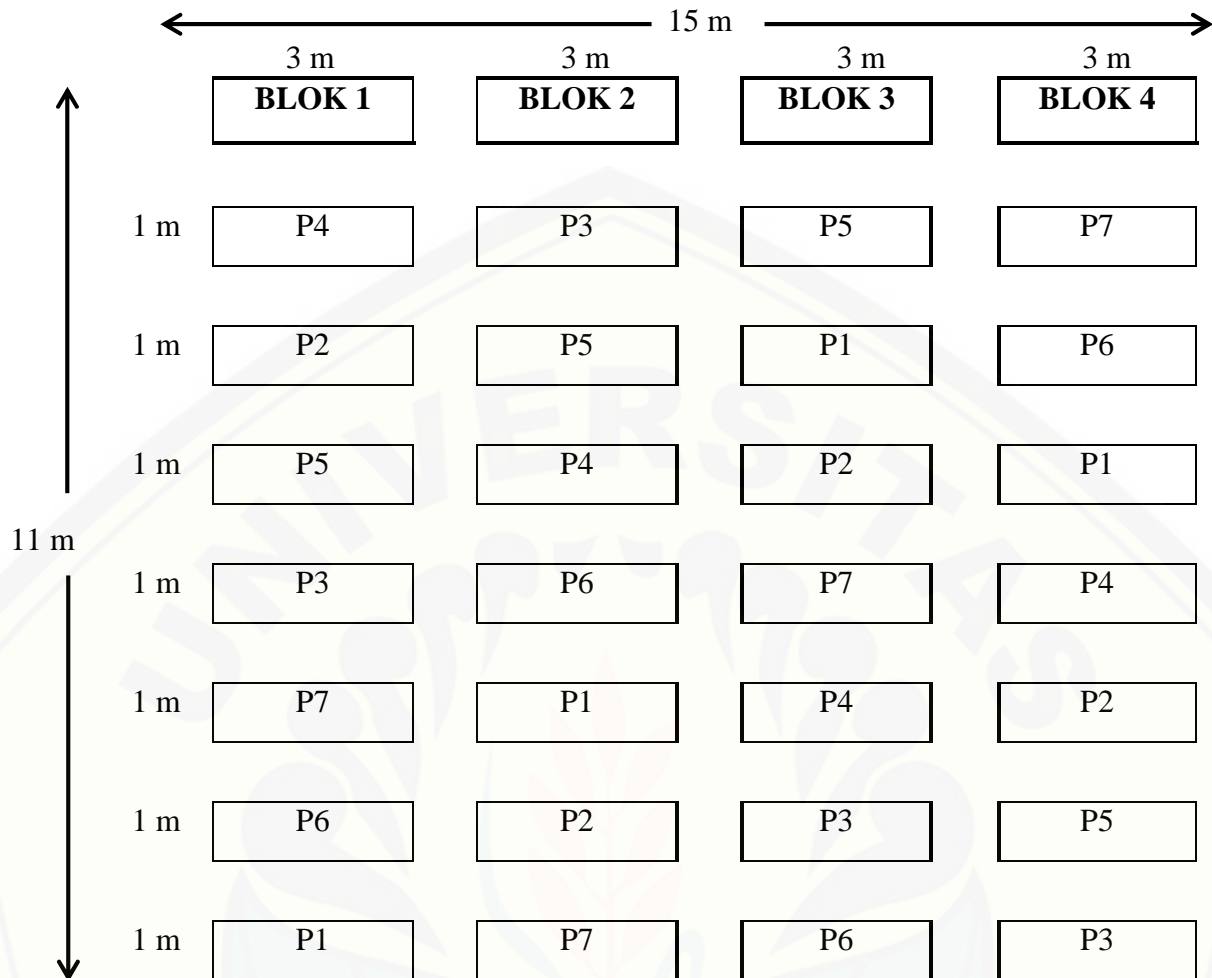 15 m
3 m 3 m 3 m 3 m
BLOK 1 BLOK 2 BLOK 3 BLOK 4
1 m P4 P3 P5 P7
1 m P2 P5 P1 P6
1 m P5 P4 P2 P1
11 m
1 m P3 P6 P7 P4
1 m P7 P1 P4 P2
1 m P6 P2 P3 P5
1 m P1 P7 P6 P3
UNIVERSITAS